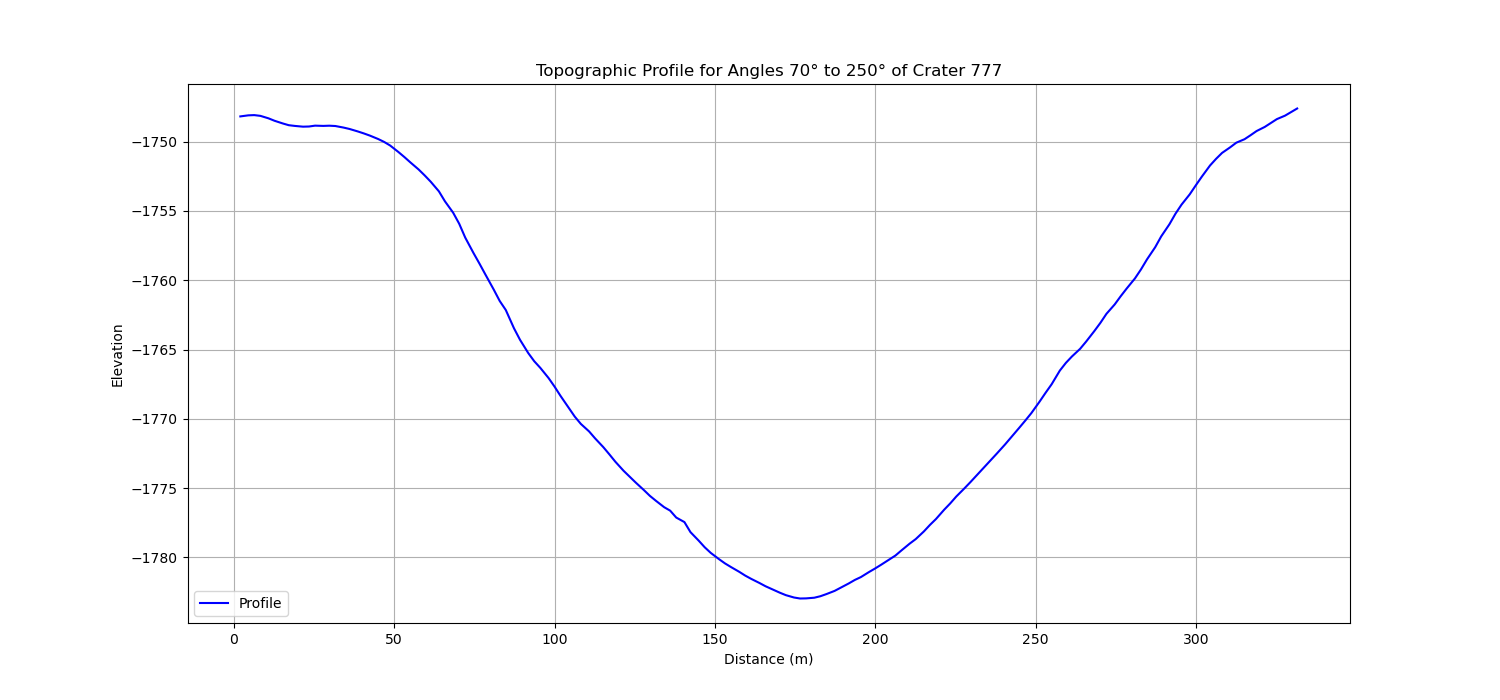 Topographic Profile for Angles 70° to 250° of Crater 777
Elevation
−1750
−1755
−1760
−1765
−1770
−1775
−1780
Profile
0 50 100 150 200 250 300
Distance (m)